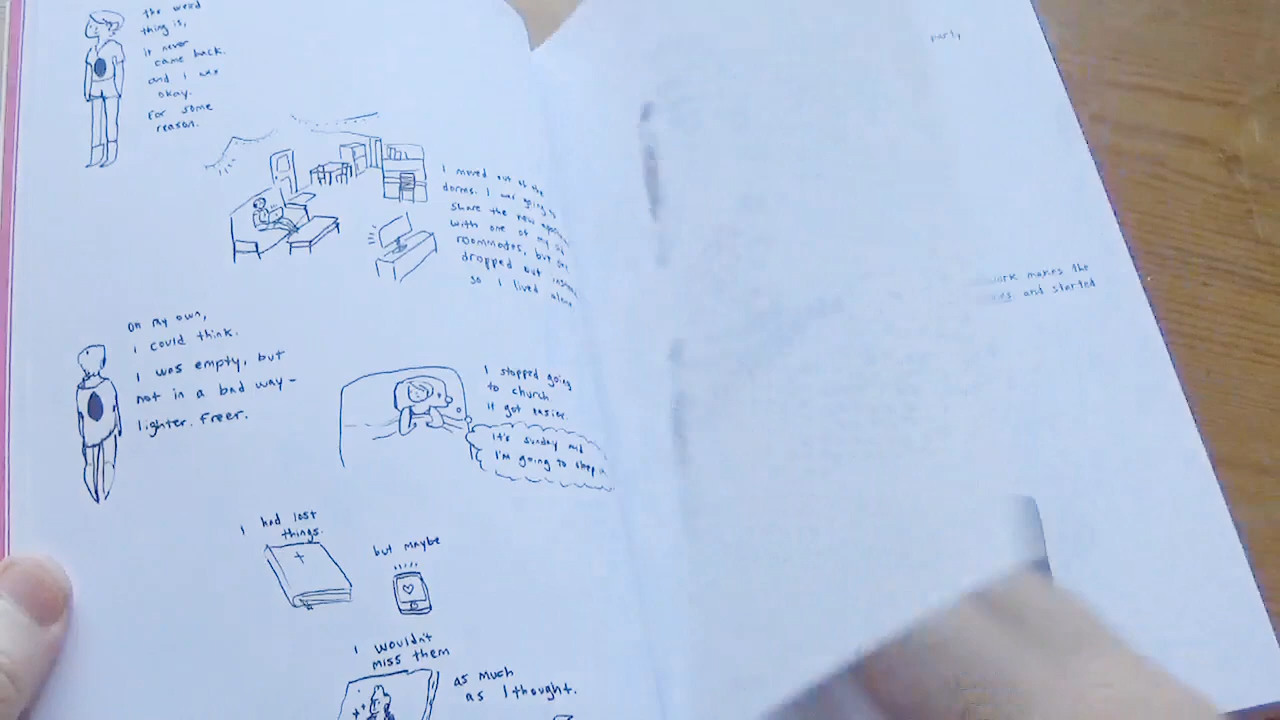 the weird
thing is,
it never
came back.
and i was
okay.
for some
reason.
I moved out of the
dorms. I was going to
share the new
with one of my
roommates, but
dropped out
so I lived alone
on my own,
i could think.
i was empty, but
not in a bad way -
lighter. freer.
I stopped going
to church
it got easier.
it's sunday and
I'm going to sleep in
i had lost
things.
but maybe
i wouldn't
miss them
as much
as I thought.
party
work makes the
and started